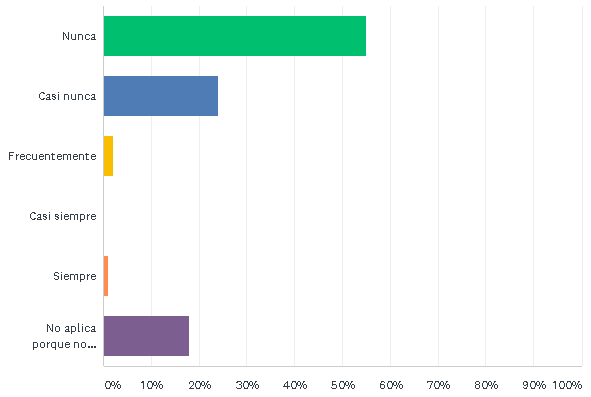 Nunca
Casi nunca
Frecuentemente
Casi siempre
Siempre
No aplica
porque no...
0% 10% 20% 30% 40% 50% 60% 70% 80% 90% 100%